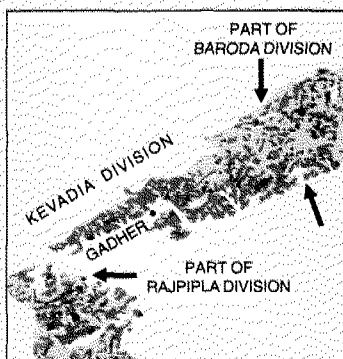 PART OF
BARODA DIVISION
KEVADIA DIVISION
GADHER
PART OF
RAJPIPLA DIVISION